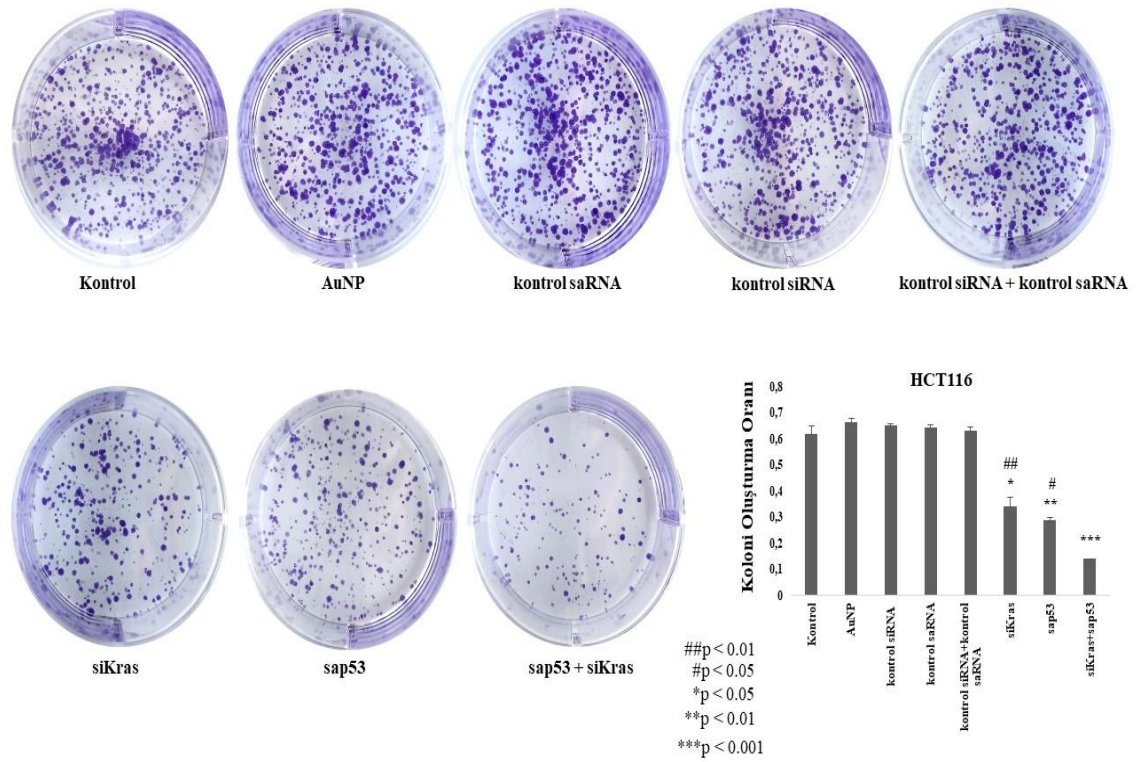 Kontrol
AuNP
kontrol saRNA
kontrol siRNA
kontrol siRNA + kontrol saRNA
siKras
sap53
sap53 + siKras
HCT116
Koloni Oluşturma Oranı
0,8
0,7
0,6
0,5
0,4
0,3
0,2
0,1
0
##
*
#
**
***
Kontrol
AuNP
kontrol siRNA
kontrol saRNA
kontrol siRNA+kontrol
saRNA
siKras
sap53
siKras+sap53
##p < 0.01
#p < 0.05
*p < 0.05
**p < 0.01
***p < 0.001